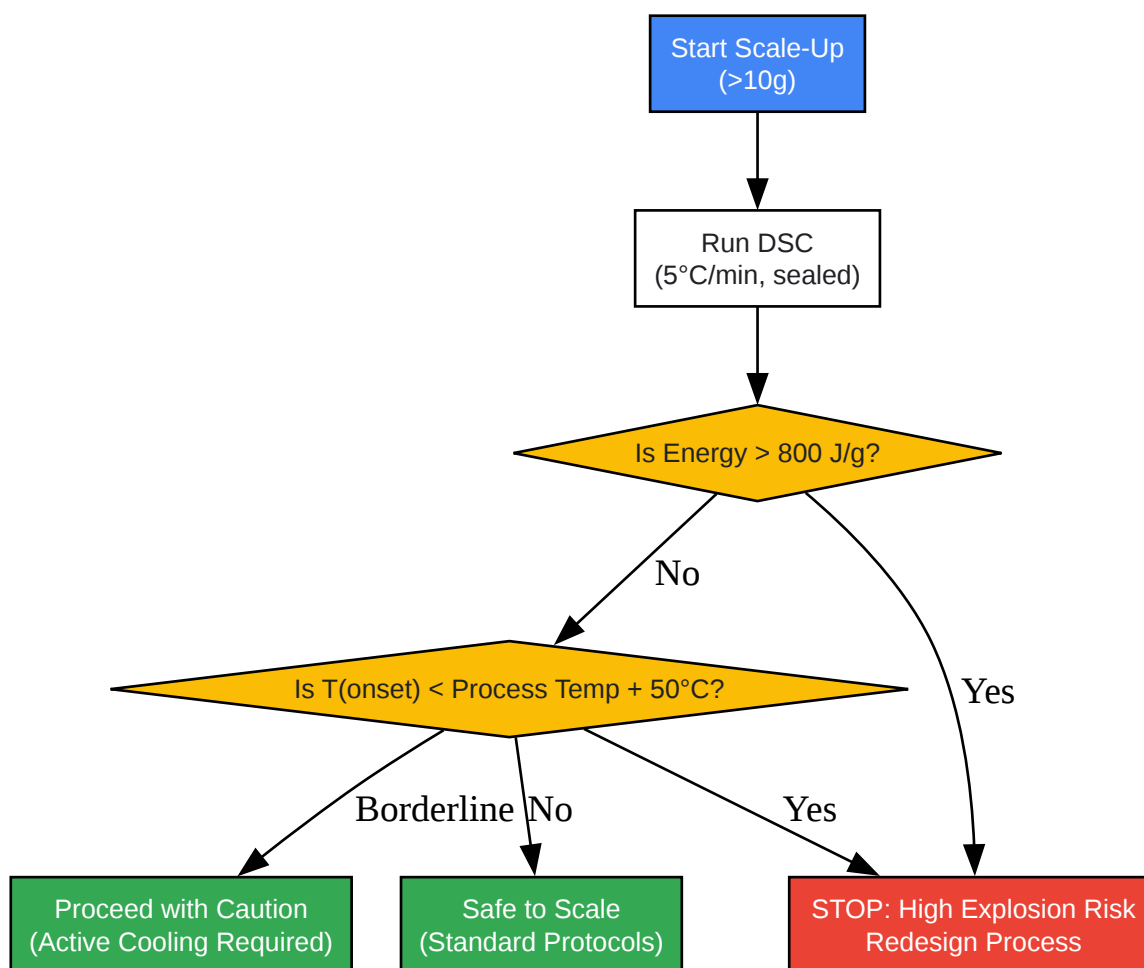 Start Scale-Up
(>10g)
Run DSC
(5°C/min, sealed)
Is Energy > 800 J/g?
No
Yes
Is T(onset) < Process Temp + 50°C?
Borderline
No
Yes
Proceed with Caution
(Active Cooling Required)
Safe to Scale
(Standard Protocols)
STOP: High Explosion Risk
Redesign Process